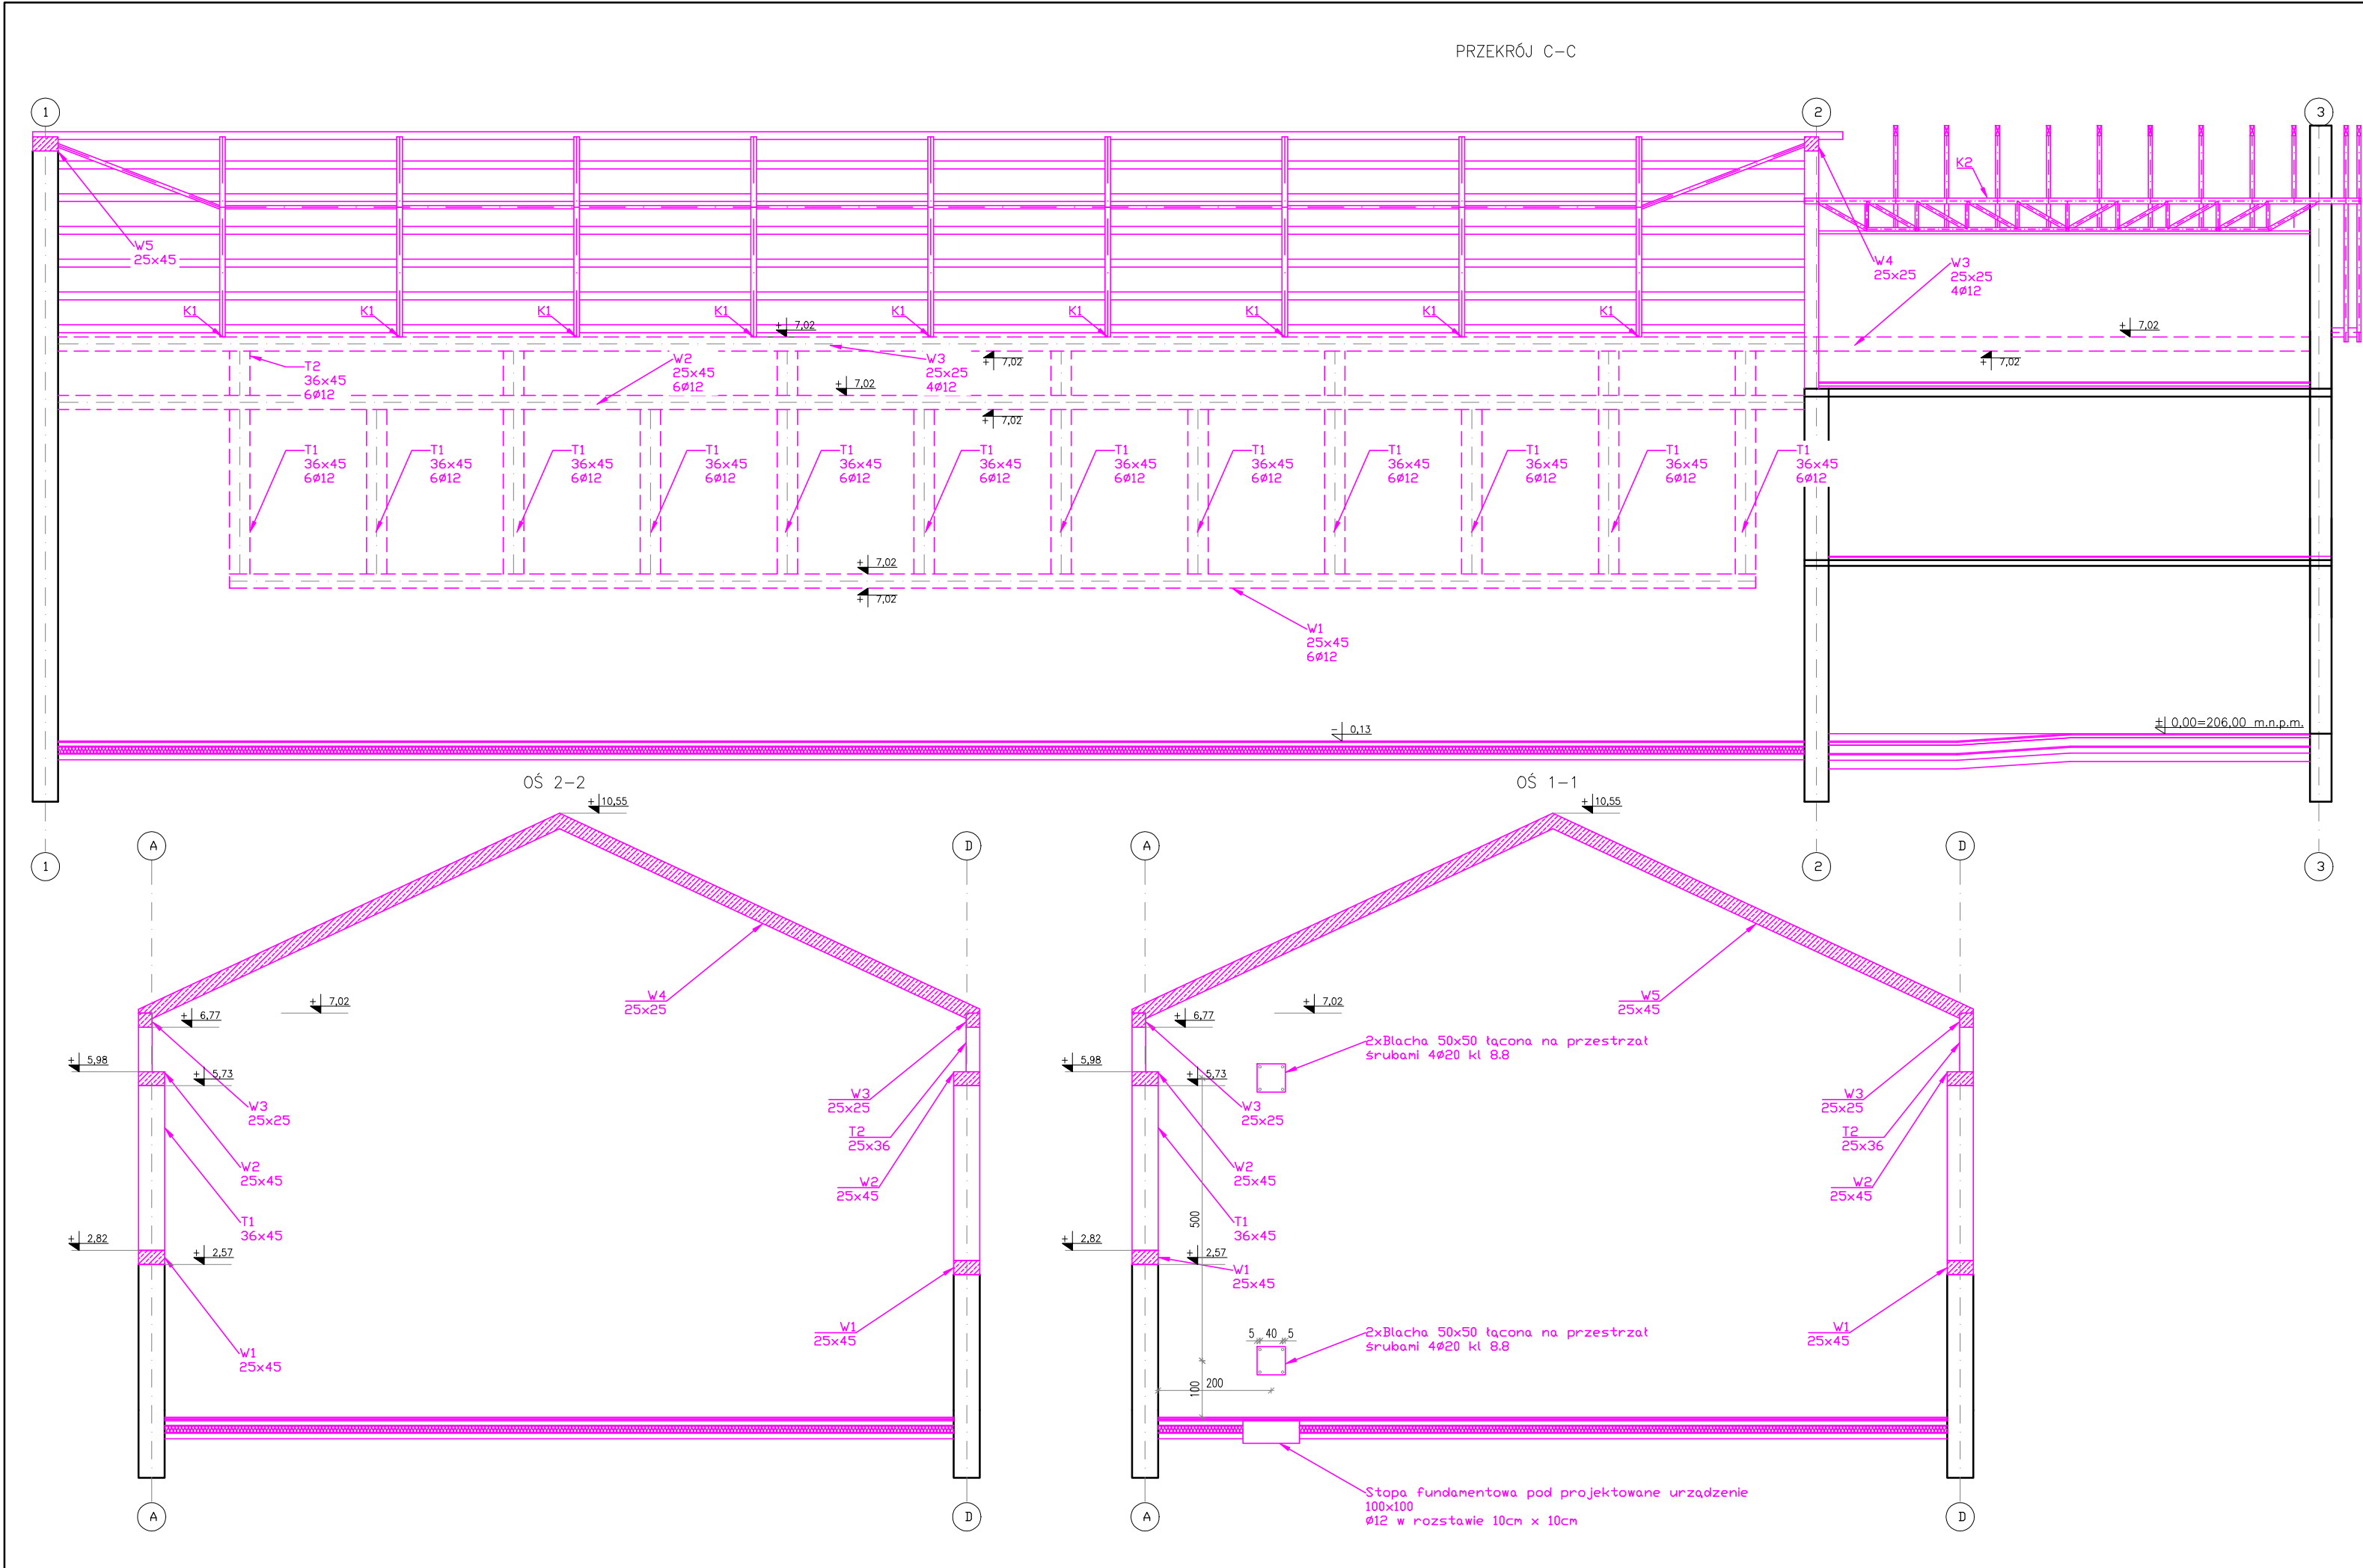 PRZEKRÓJ C-C
1
2
3
K2
W5
25x45
W4
25x25
W3
25x25
4Ø12
K1
K1
K1
K1
K1
K1
K1
K1
K1
+ 7,02
+ 7,02
T2
36x45
6Ø12
W2
25x45
6Ø12
W3
25x25
4Ø12
+ 7,02
+ 7,02
+ 7,02
+ 7,02
T1
36x45
6Ø12
T1
36x45
6Ø12
T1
36x45
6Ø12
T1
36x45
6Ø12
T1
36x45
6Ø12
T1
36x45
6Ø12
T1
36x45
6Ø12
T1
36x45
6Ø12
T1
36x45
6Ø12
T1
36x45
6Ø12
T1
36x45
6Ø12
T1
36x45
6Ø12
+ 7,02
+ 7,02
W1
25x45
6Ø12
- 0,13
± 0,00=206,00 m.n.p.m.
1
2
3
OŚ 2-2
+ 10,55
A
D
W4
25x25
+ 7,02
+ 6,77
+ 5,98
+ 5,73
W3
25x25
W2
25x45
T1
36x45
+ 2,82
+ 2,57
W1
25x45
W3
25x25
T2
25x36
W2
25x45
W1
25x45
A
D
OŚ 1-1
+ 10,55
A
D
W5
25x45
+ 7,02
+ 6,77
+ 5,98
+ 5,73
2xBlacha 50x50 łącona na przestrzał
śrubami 4Ø20 kl 8.8
W3
25x25
W2
25x45
500
T1
36x45
+ 2,82
+ 2,57
W1
25x45
W3
25x25
T2
25x36
W2
25x45
W1
25x45
5 40 5
2xBlacha 50x50 łącona na przestrzał
śrubami 4Ø20 kl 8.8
100
200
Stopa fundamentowa pod projektowane urządzenie
100x100
Ø12 w rozstawie 10cm x 10cm
A
D